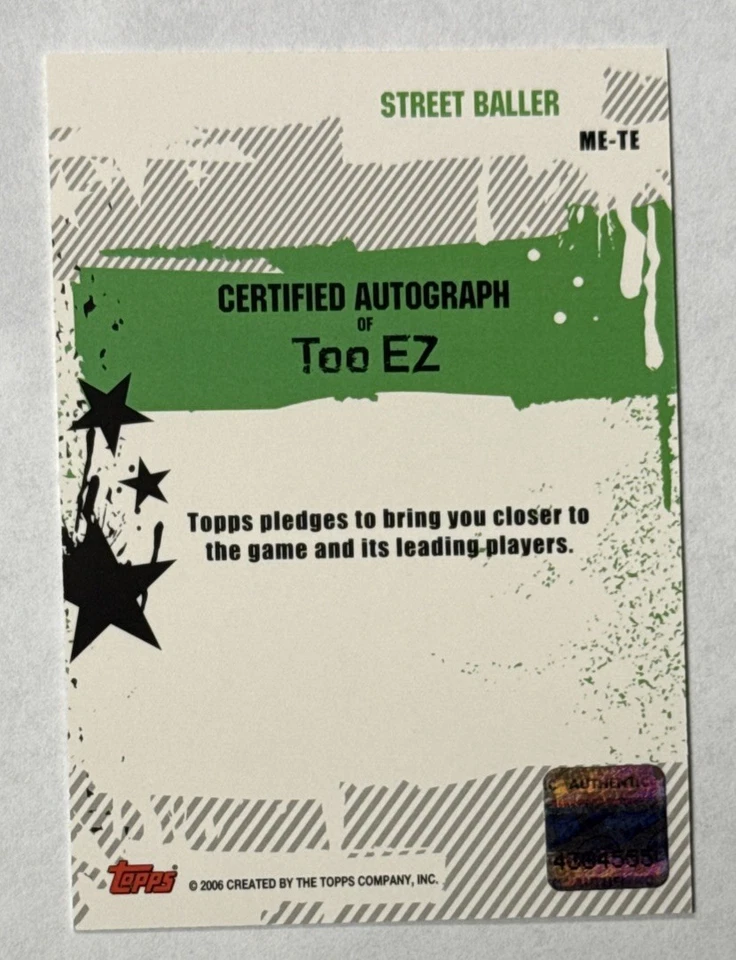 STREET BALLER
ME-TE
CERTIFIED AUTOGRAPH
OF
Too EZ
Topps pledges to bring you closer to
the game and its leading players.
AUTHENTIC
Topps
© 2006 CREATED BY THE TOPPS COMPANY, INC.